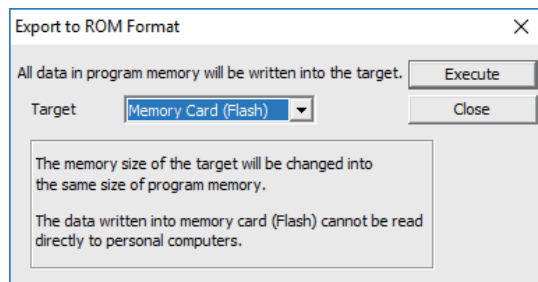 Export to ROM Format
All data in program memory will be written into the target.
Execute
Target
Memory Card (Flash)
Close
The memory size of the target will be changed into
the same size of program memory.
The data written into memory card (Flash) cannot be read
directly to personal computers.